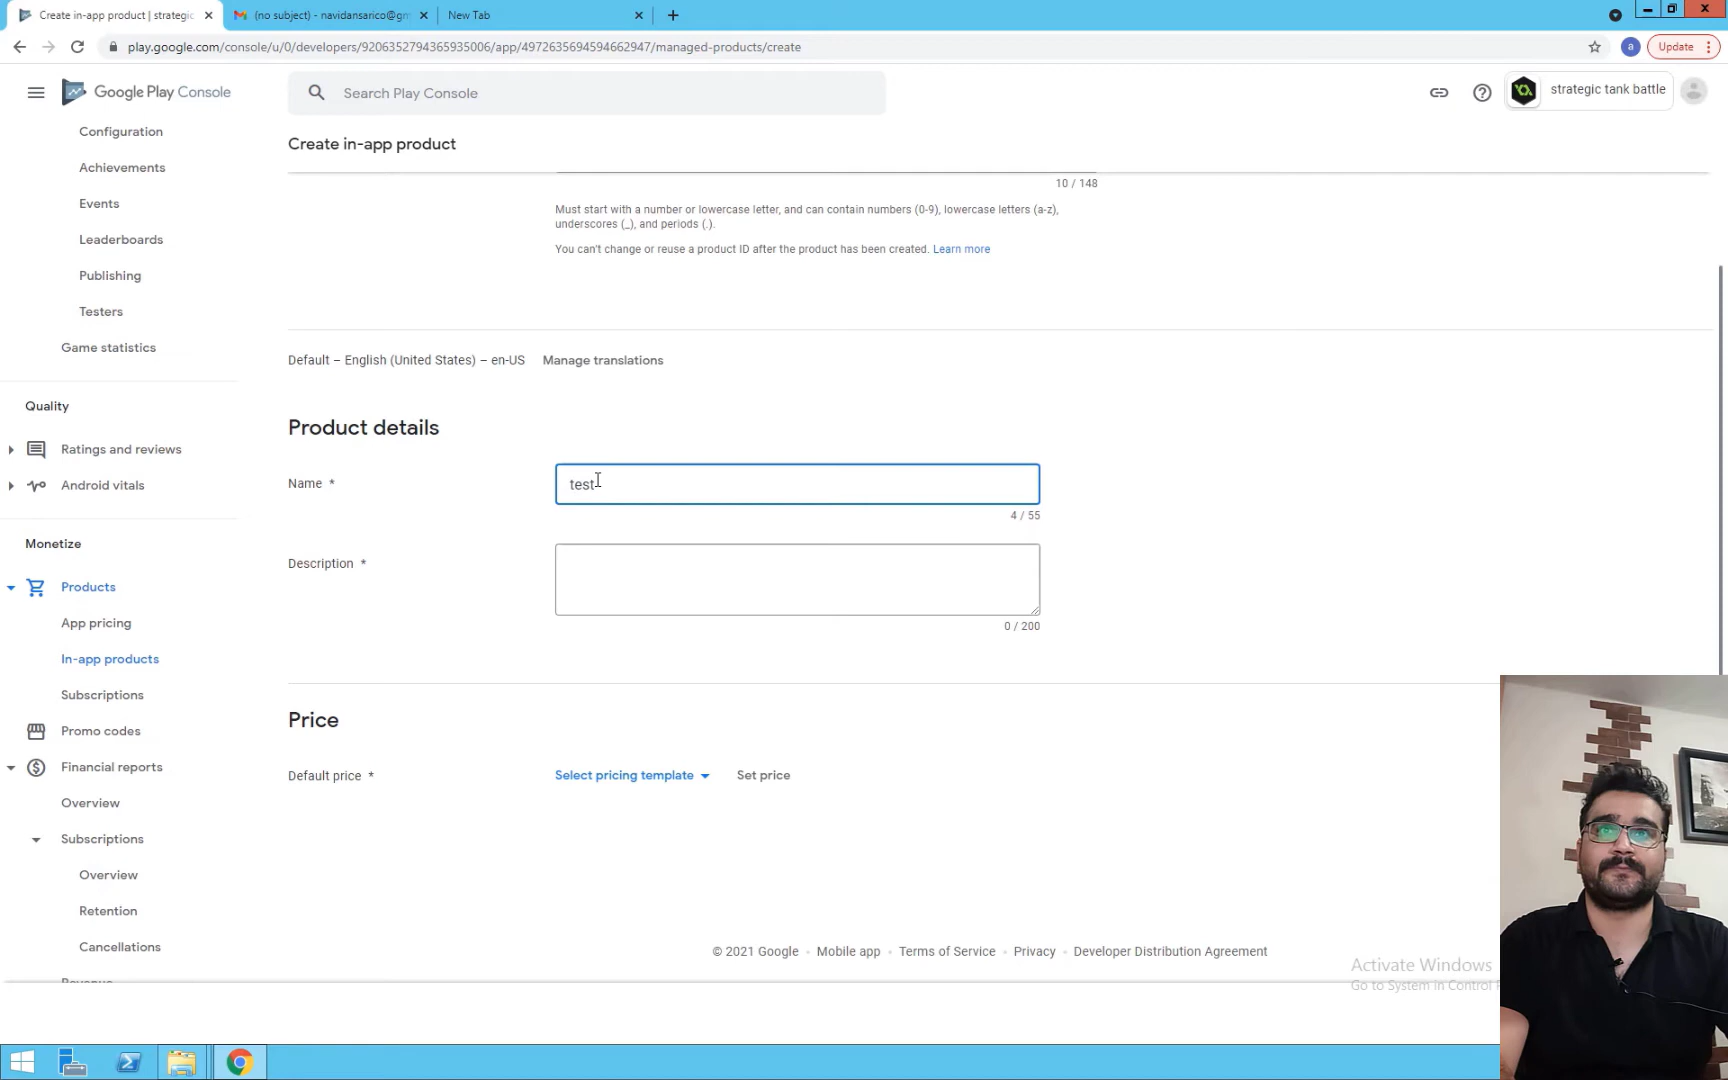 Create in-app product | strategic
(no subject) - navidansarico@gm
New Tab
play.google.com/console/u/0/developers/9206352794365935006/app/4972635694594662947/managed-products/create
a
Update
Google Play Console
Search Play Console
strategic tank battle
Configuration
Achievements
Events
Leaderboards
Publishing
Testers
Game statistics
Quality
Ratings and reviews
Android vitals
Monetize
Products
App pricing
In-app products
Subscriptions
Promo codes
Financial reports
Overview
Subscriptions
Overview
Retention
Cancellations
Revenue
Create in-app product
10 / 148
Must start with a number or lowercase letter, and can contain numbers (0-9), lowercase letters (a-z),
underscores (_), and periods (.).
You can't change or reuse a product ID after the product has been created. Learn more
Default – English (United States) – en-US Manage translations
Product details
Name *
test
4 / 55
Description *
0 / 200
Price
Default price *
Select pricing template
Set price
© 2021 Google • Mobile app • Terms of Service • Privacy • Developer Distribution Agreement
Activate Windows
Go to System in Control